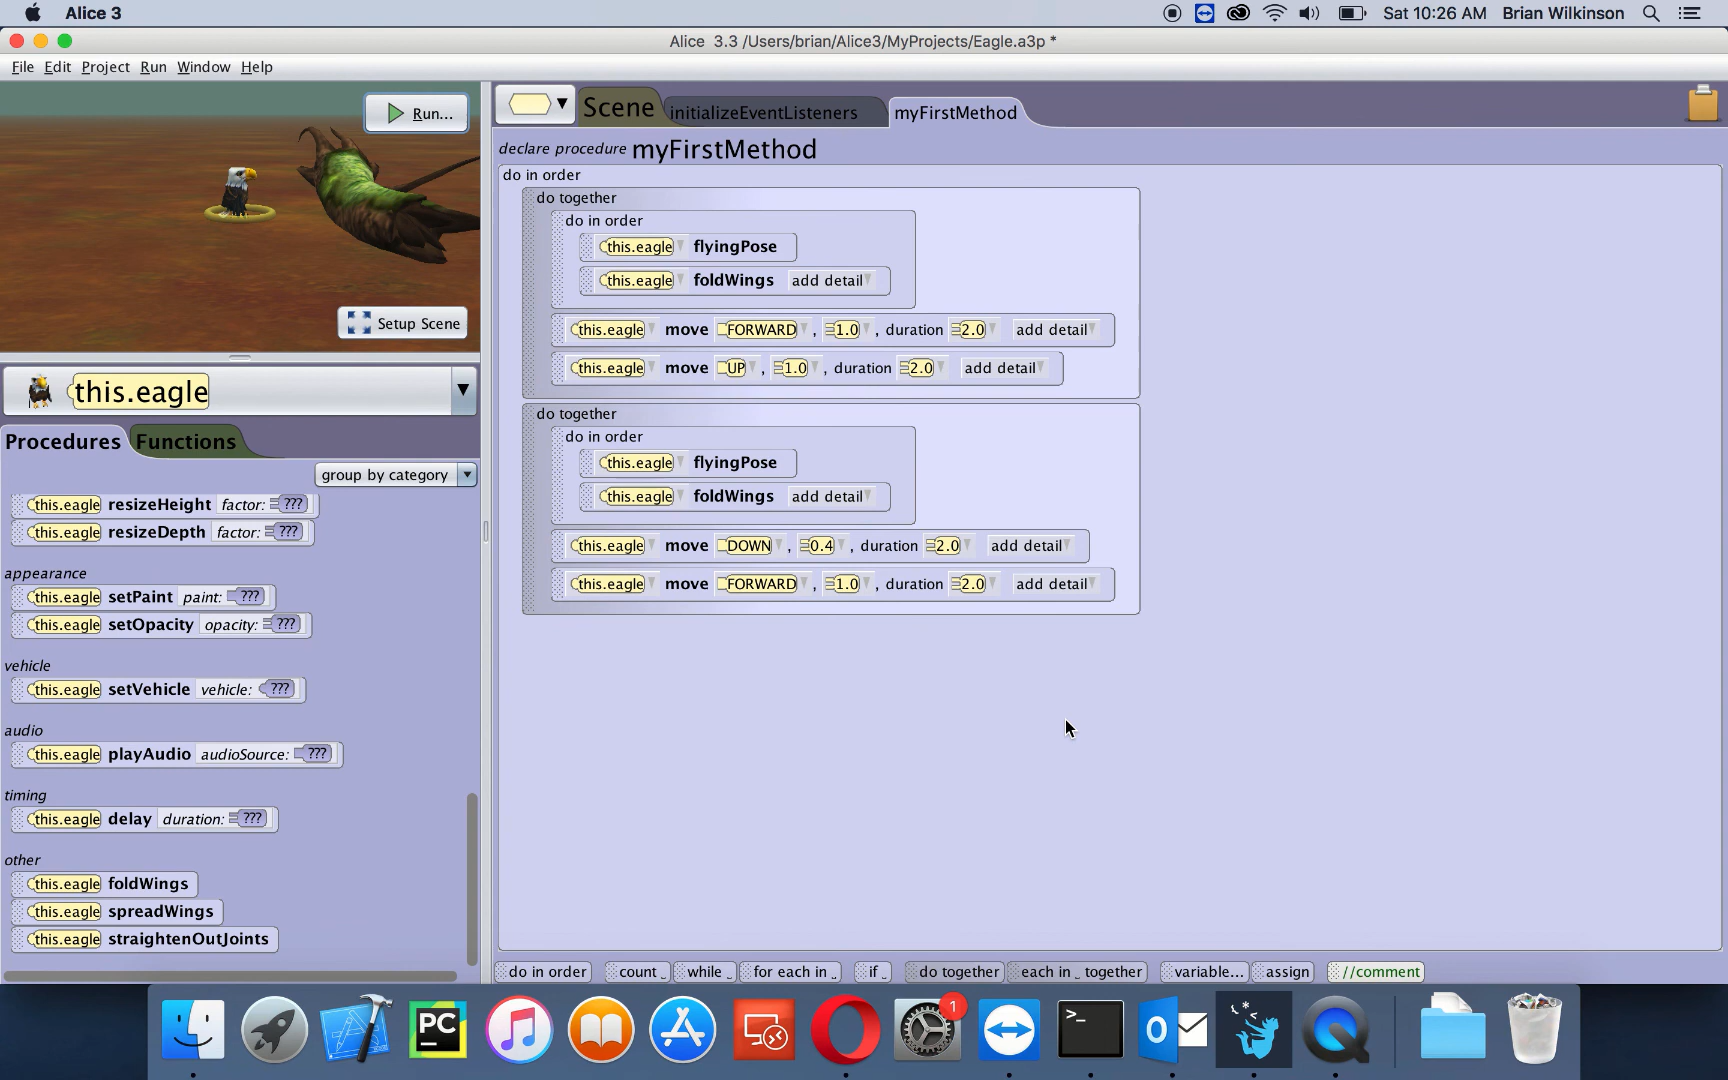 Alice 3
Sat 10:26 AM Brian Wilkinson
Alice 3.3 /Users/brian/Alice3/MyProjects/Eagle.a3p *
File Edit Project Run Window Help
Run...
Setup Scene
this.eagle
Procedures Functions
group by category
this.eagle resizeHeight factor: ???
this.eagle resizeDepth factor: ???
appearance
this.eagle setPaint paint: ???
this.eagle setOpacity opacity: ???
vehicle
this.eagle setVehicle vehicle: ???
audio
this.eagle playAudio audioSource: ???
timing
this.eagle delay duration: ???
other
this.eagle foldWings
this.eagle spreadWings
this.eagle straightenOutJoints
Scene initializeEventListeners myFirstMethod
declare procedure myFirstMethod
do in order
do together
do in order
this.eagle flyingPose
this.eagle foldWings add detail
this.eagle move FORWARD , 1.0 , duration 2.0 add detail
this.eagle move UP , 1.0 , duration 2.0 add detail
do together
do in order
this.eagle flyingPose
this.eagle foldWings add detail
this.eagle move DOWN , 0.4 , duration 2.0 add detail
this.eagle move FORWARD , 1.0 , duration 2.0 add detail
do in order count _ while _ for each in _ if _ do together each in _ together variable... assign //comment
PC
1
>_
O